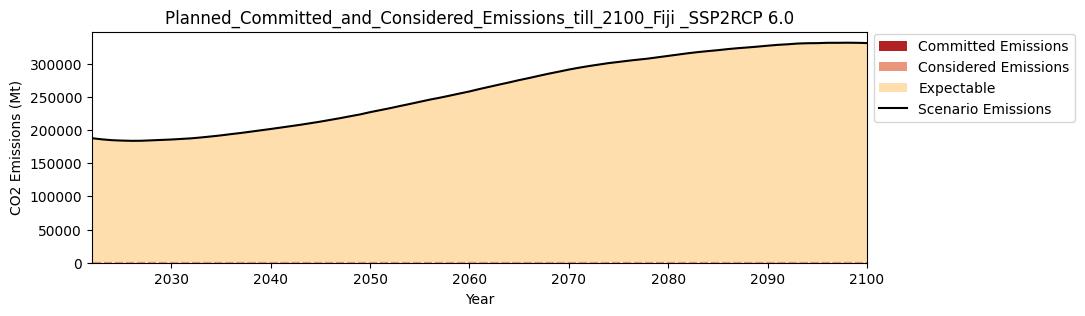 Planned_Committed_and_Considered_Emissions_till_2100_Fiji _SSP2RCP 6.0
CO2 Emissions (Mt)
300000
250000
200000
150000
100000
50000
0
2030 2040 2050 2060 2070 2080 2090 2100
Year
Committed Emissions
Considered Emissions
Expectable
Scenario Emissions